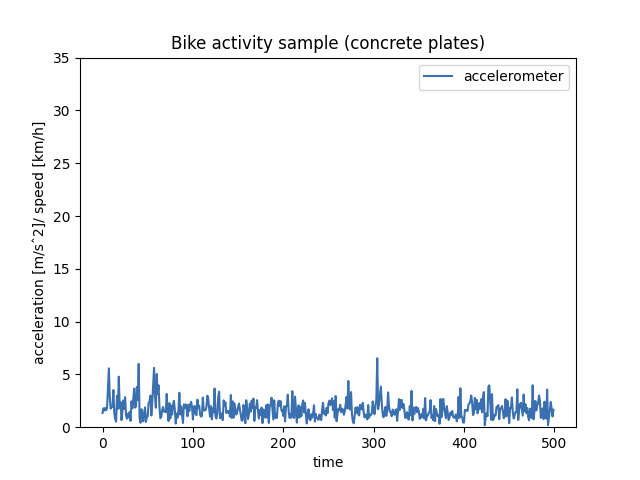 Bike activity sample (concrete plates)
accelerometer
acceleration [m/sˆ2]/ speed [km/h]
35
30
25
20
15
10
5
0
0 100 200 300 400 500
time